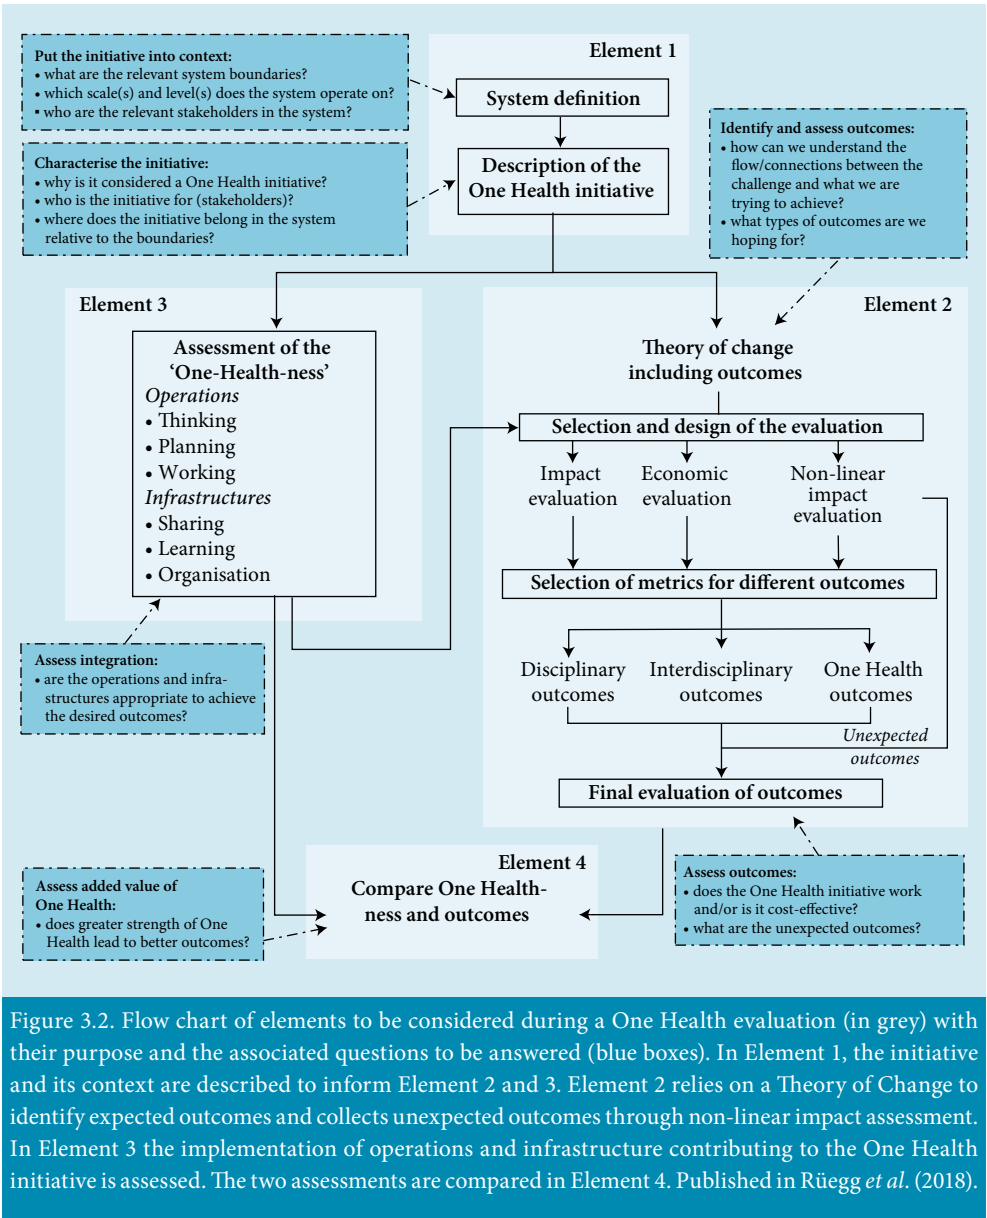 Element 1
Put the initiative into context:
• what are the relevant system boundaries?
• which scale(s) and level(s) does the system operate on?
▪ who are the relevant stakeholders in the system?
System definition
Characterise the initiative:
• why is it considered a One Health initiative?
• who is the initiative for (stakeholders)?
• where does the initiative belong in the system
relative to the boundaries?
Description of the
One Health initiative
Identify and assess outcomes:
• how can we understand the
flow/connections between the
challenge and what we are
trying to achieve?
• what types of outcomes are we
hoping for?
Element 3
Assessment of the
‘One-Health-ness’
Operations
• Thinking
• Planning
• Working
Infrastructures
• Sharing
• Learning
• Organisation
Assess integration:
• are the operations and infra-
structures appropriate to achieve
the desired outcomes?
Element 2
Theory of change
including outcomes
Selection and design of the evaluation
Impact
evaluation
Economic
evaluation
Non-linear
impact
evaluation
Selection of metrics for different outcomes
Disciplinary
outcomes
Interdisciplinary
outcomes
One Health
outcomes
Unexpected
outcomes
Final evaluation of outcomes
Element 4
Compare One Health-
ness and outcomes
Assess added value of
One Health:
• does greater strength of One
Health lead to better outcomes?
Assess outcomes:
• does the One Health initiative work
and/or is it cost-effective?
• what are the unexpected outcomes?
Figure 3.2. Flow chart of elements to be considered during a One Health evaluation (in grey) with
their purpose and the associated questions to be answered (blue boxes). In Element 1, the initiative
and its context are described to inform Element 2 and 3. Element 2 relies on a Theory of Change to
identify expected outcomes and collects unexpected outcomes through non-linear impact assessment.
In Element 3 the implementation of operations and infrastructure contributing to the One Health
initiative is assessed. The two assessments are compared in Element 4. Published in Rüegg et al. (2018).